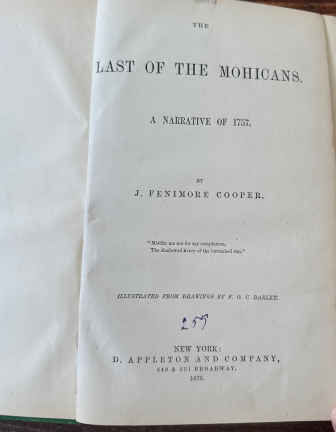 THE
LAST OF THE MOHICANS.
A NARRATIVE OF 1757.
BY
J. FENIMORE COOPER.
"Mislike me not for my complexion,
The shadowed livery of the burnished sun."
ILLUSTRATED FROM DRAWINGS BY F. O. C. DARLEY.
255
NEW YORK:
D. APPLETON AND COMPANY,
549 & 551 BROADWAY.